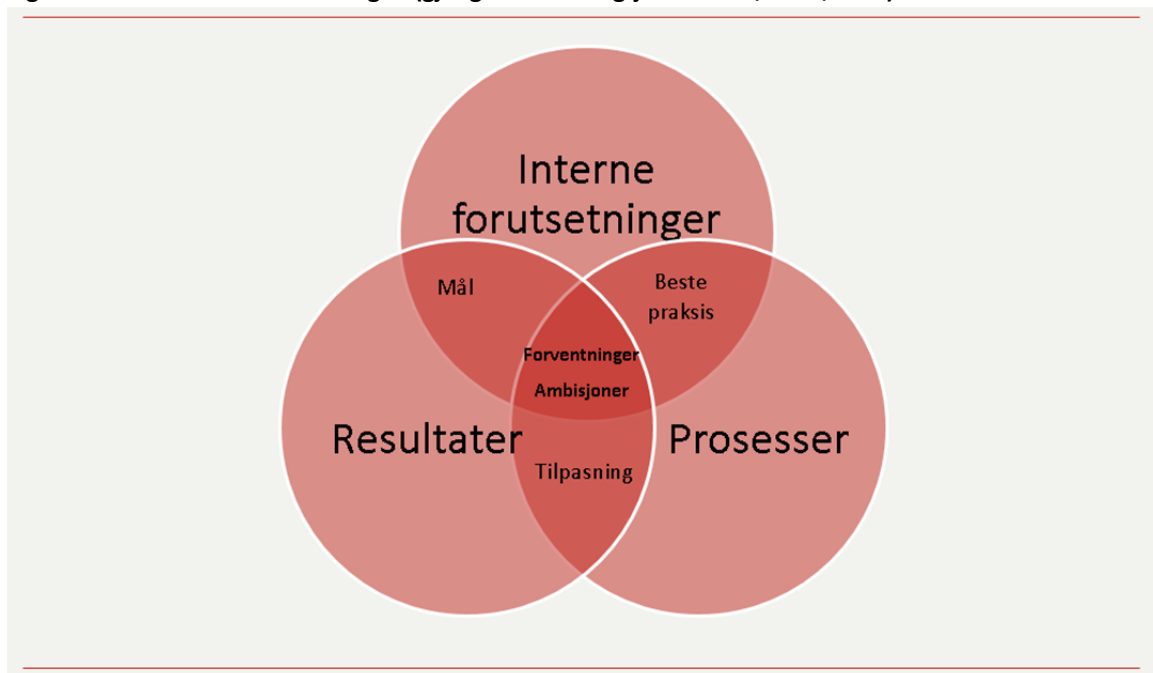 Interne
forutsetninger
Mål
Beste
praksis
Forventninger
Ambisjoner
Resultater
Prosesser
Tilpasning